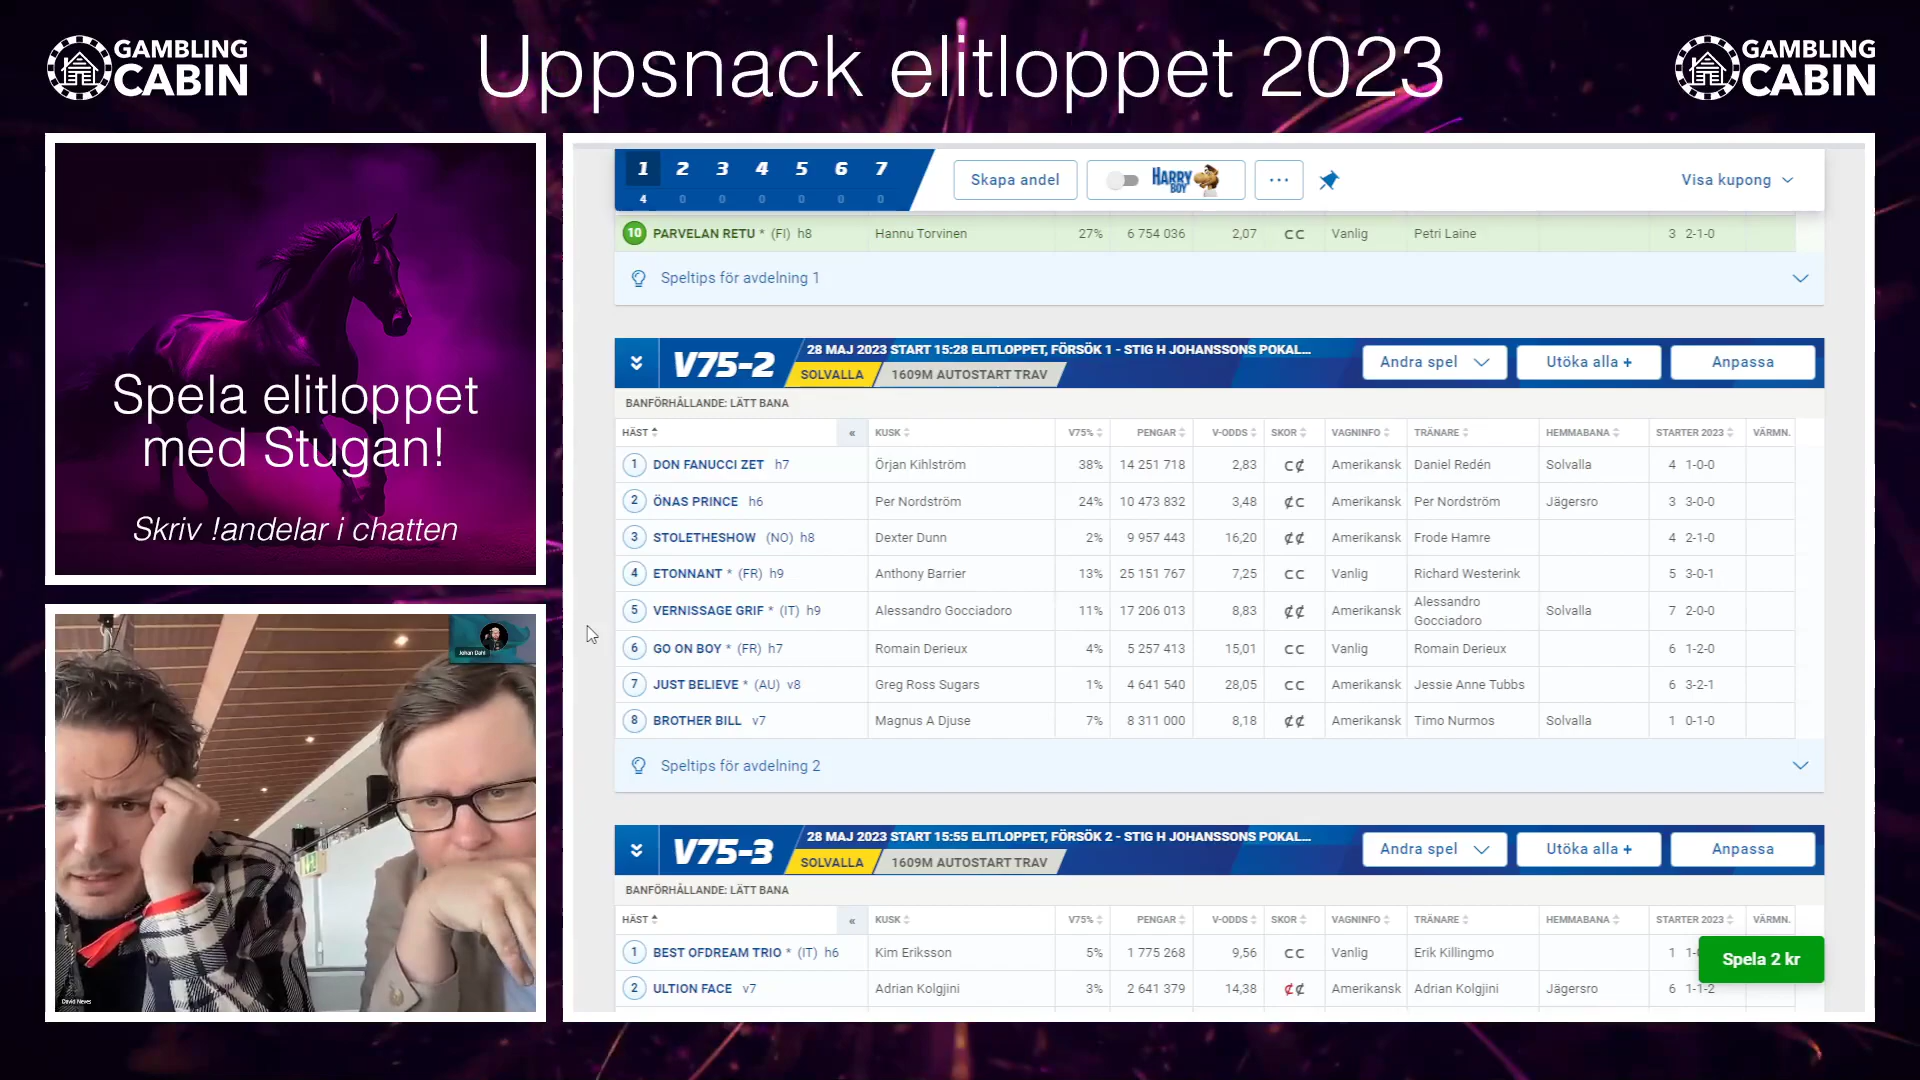 GAMBLING
CABIN
Uppsnack elitloppet 2023
GAMBLING
CABIN
Spela elitloppet
med Stugan!
Skriv !andelar i chatten
Johan Dahl
David Neves
1 2 3 4 5 6 7
4 0 0 0 0 0 0
Skapa andel
HARRY
BOY
...
Visa kupong
10 PARVELAN RETU * (FI) h8 Hannu Torvinen 27% 6 754 036 2,07 C C Vanlig Petri Laine 3 2-1-0
Speltips för avdelning 1
V75-2
28 MAJ 2023 START 15:28 ELITLOPPET, FÖRSÖK 1 - STIG H JOHANSSONS POKAL...
SOLVALLA 1609M AUTOSTART TRAV
Andra spel
Utöka alla +
Anpassa
BANFÖRHÅLLANDE: LÄTT BANA
HÄST « KUSK V75% PENGAR V-ODDS SKOR VAGNINFO TRÄNARE HEMMABANA STARTER 2023 VÄRMN.
1 DON FANUCCI ZET h7 Örjan Kihlström 38% 14 251 718 2,83 C ₵ Amerikansk Daniel Redén Solvalla 4 1-0-0
2 ÖNAS PRINCE h6 Per Nordström 24% 10 473 832 3,48 ₵ C Amerikansk Per Nordström Jägersro 3 3-0-0
3 STOLETHESHOW (NO) h8 Dexter Dunn 2% 9 957 443 16,20 ₵ ₵ Amerikansk Frode Hamre 4 2-1-0
4 ETONNANT * (FR) h9 Anthony Barrier 13% 25 151 767 7,25 C C Vanlig Richard Westerink 5 3-0-1
5 VERNISSAGE GRIF * (IT) h9 Alessandro Gocciadoro 11% 17 206 013 8,83 ₵ ₵ Amerikansk Alessandro Gocciadoro Solvalla 7 2-0-0
6 GO ON BOY * (FR) h7 Romain Derieux 4% 5 257 413 15,01 C C Vanlig Romain Derieux 6 1-2-0
7 JUST BELIEVE * (AU) v8 Greg Ross Sugars 1% 4 641 540 28,05 C C Amerikansk Jessie Anne Tubbs 6 3-2-1
8 BROTHER BILL v7 Magnus A Djuse 7% 8 311 000 8,18 ₵ ₵ Amerikansk Timo Nurmos Solvalla 1 0-1-0
Speltips för avdelning 2
V75-3
28 MAJ 2023 START 15:55 ELITLOPPET, FÖRSÖK 2 - STIG H JOHANSSONS POKAL...
SOLVALLA 1609M AUTOSTART TRAV
Andra spel
Utöka alla +
Anpassa
BANFÖRHÅLLANDE: LÄTT BANA
HÄST « KUSK V75% PENGAR V-ODDS SKOR VAGNINFO TRÄNARE HEMMABANA STARTER 2023 VÄRMN.
1 BEST OFDREAM TRIO * (IT) h6 Kim Eriksson 5% 1 775 268 9,56 C C Vanlig Erik Killingmo 1
2 ULTION FACE v7 Adrian Kolgjini 3% 2 641 379 14,38 ₵ ₵ Amerikansk Adrian Kolgjini Jägersro 6 1-1-2
Spela 2 kr